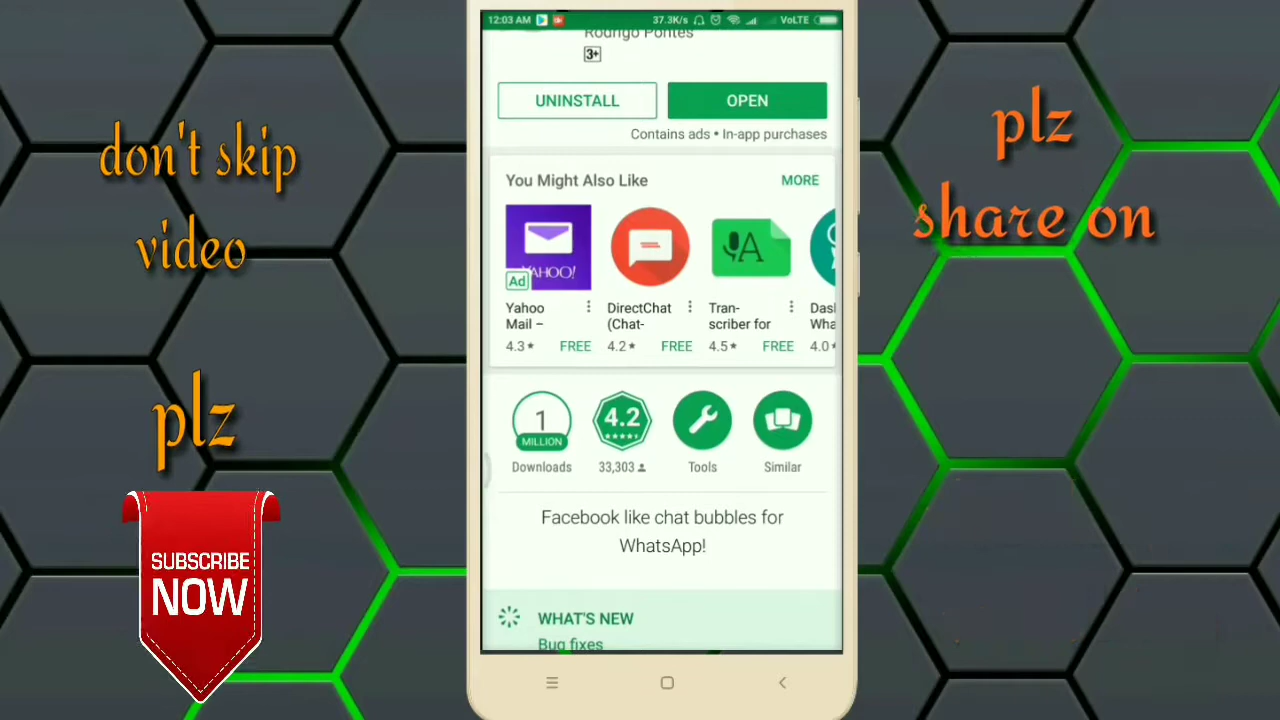 don't skip
video
plz
SUBSCRIBE
NOW
12:03 AM
37.3K/s
VoLTE
Rodrigo Pontes
3+
UNINSTALL
OPEN
Contains ads • In-app purchases
You Might Also Like
MORE
YAHOO!
Ad
A
Yahoo
Mail –
4.3★ FREE
DirectChat
(Chat-
4.2★ FREE
Tran-
scriber for
4.5★ FREE
4.0★
1
MILLION
Downloads
4.2
33,303
Tools
Similar
Facebook like chat bubbles for
WhatsApp!
WHAT'S NEW
Bug fixes
plz
share on